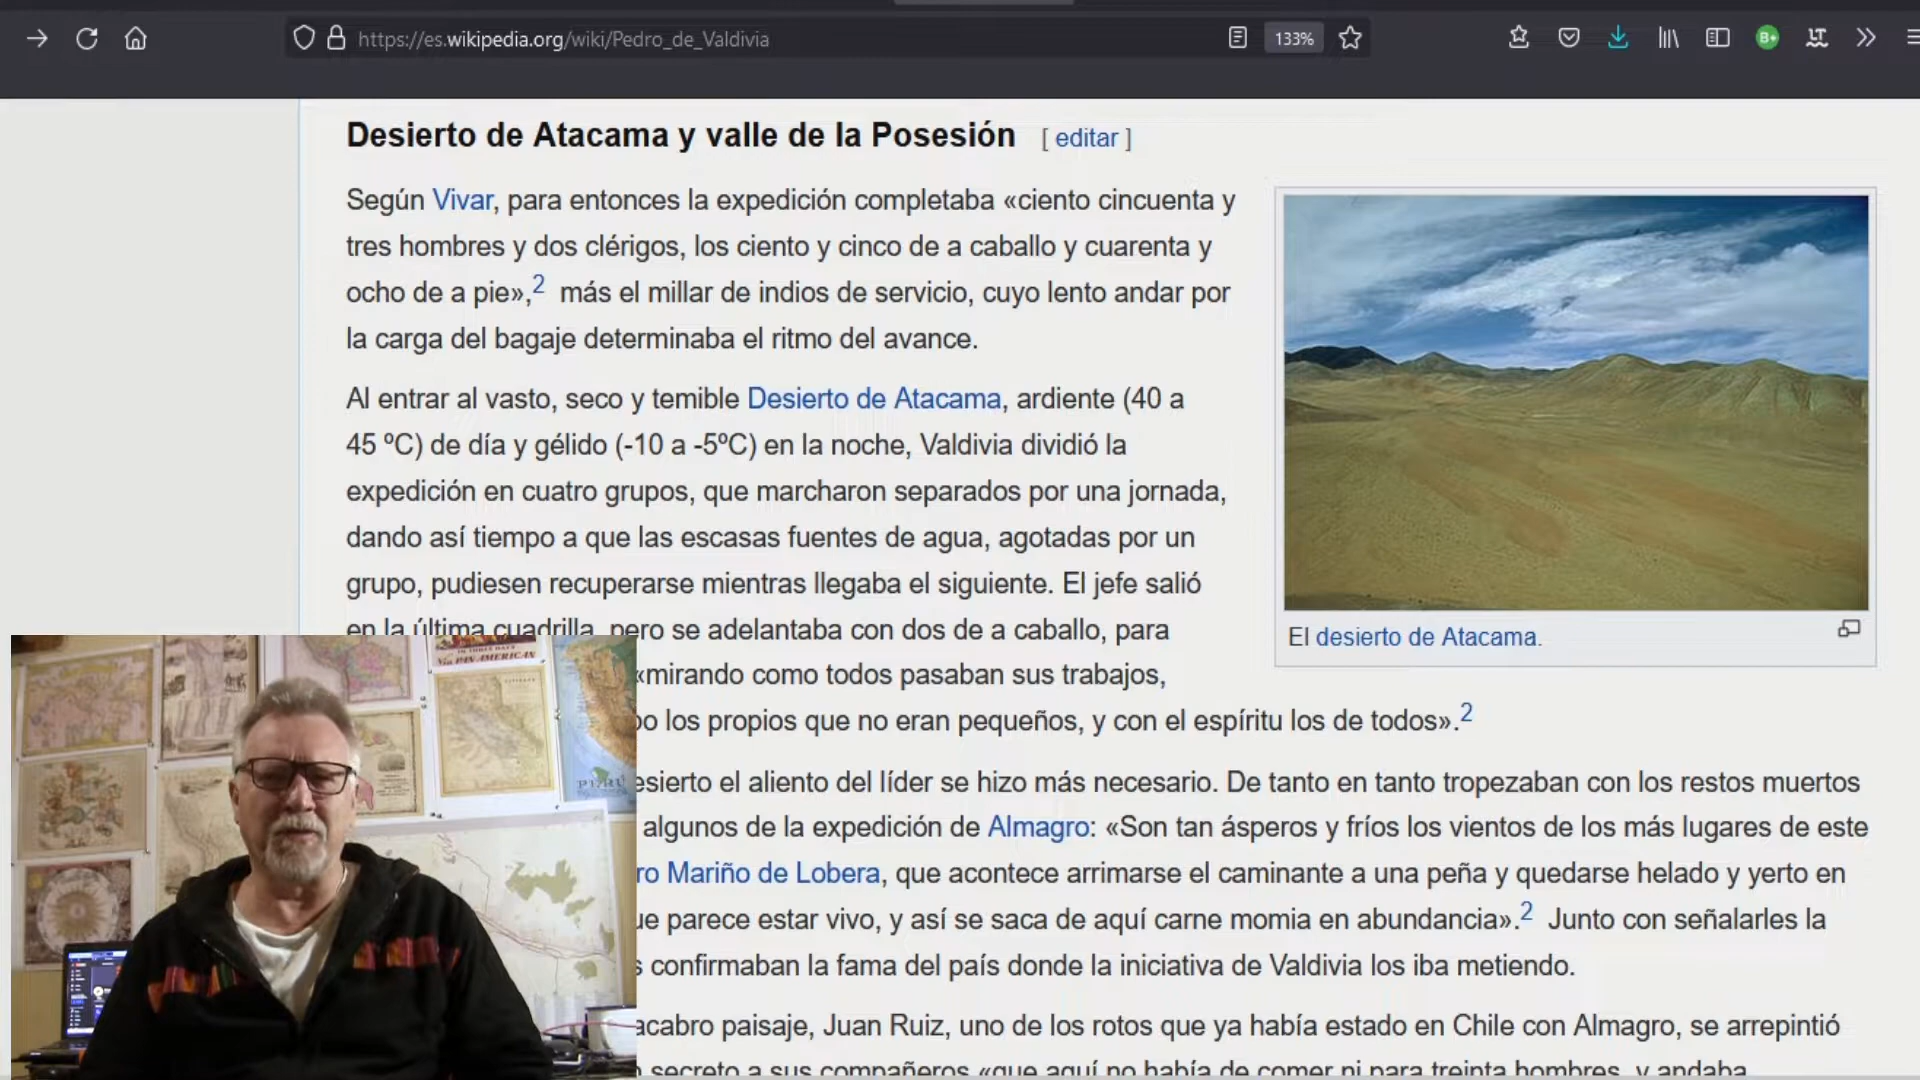 https://es.wikipedia.org/wiki/Pedro_de_Valdivia
133%
B+
LT
Desierto de Atacama y valle de la Posesión [ editar ]
Según Vivar, para entonces la expedición completaba «ciento cincuenta y
tres hombres y dos clérigos, los ciento y cinco de a caballo y cuarenta y
ocho de a pie»,2 más el millar de indios de servicio, cuyo lento andar por
la carga del bagaje determinaba el ritmo del avance.
Al entrar al vasto, seco y temible Desierto de Atacama, ardiente (40 a
45 ºC) de día y gélido (-10 a -5ºC) en la noche, Valdivia dividió la
expedición en cuatro grupos, que marcharon separados por una jornada,
dando así tiempo a que las escasas fuentes de agua, agotadas por un
grupo, pudiesen recuperarse mientras llegaba el siguiente. El jefe salió
en la última cuadrilla, pero se adelantaba con dos de a caballo, para
«mirando como todos pasaban sus trabajos,
po los propios que no eran pequeños, y con el espíritu los de todos».2
El desierto de Atacama.
esierto el aliento del líder se hizo más necesario. De tanto en tanto tropezaban con los restos muertos
algunos de la expedición de Almagro: «Son tan ásperos y fríos los vientos de los más lugares de este
ro Mariño de Lobera, que acontece arrimarse el caminante a una peña y quedarse helado y yerto en
ue parece estar vivo, y así se saca de aquí carne momia en abundancia».2 Junto con señalarles la
s confirmaban la fama del país donde la iniciativa de Valdivia los iba metiendo.
acabro paisaje, Juan Ruiz, uno de los rotos que ya había estado en Chile con Almagro, se arrepintió
secreto a sus compañeros «que aquí no había de comer ni para treinta hombres, y andaba
IN THREE DAYS
Via PAN AMERICAN
PERU